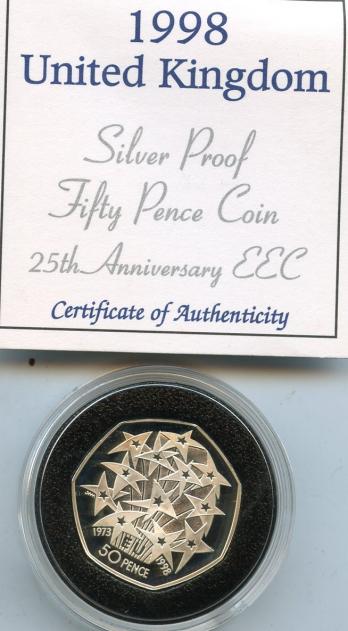 1998
United Kingdom
Silver Proof
Fifty Pence Coin
25th Anniversary EEC
Certificate of Authenticity
1973
1998
50 PENCE